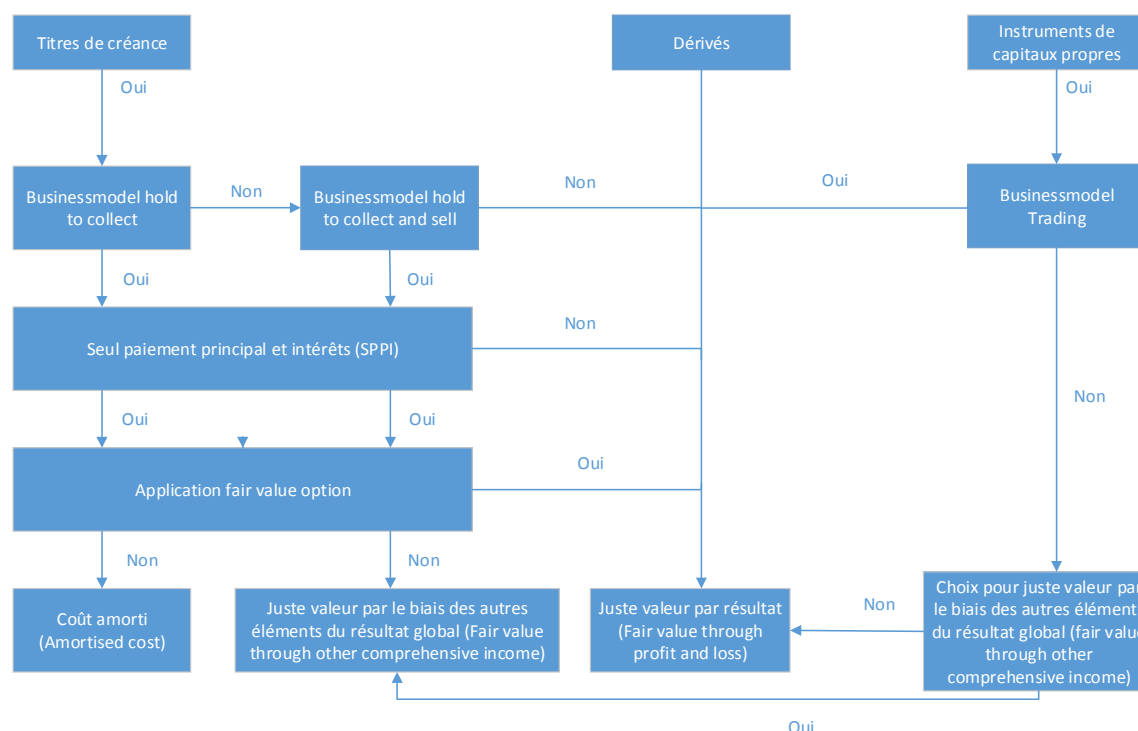 Titres de créance
Dérivés
Instruments de
capitaux propres
Oui
Oui
Businessmodel hold
to collect
Non
Businessmodel hold
to collect and sell
Non
Oui
Businessmodel
Trading
Oui
Oui
Seul paiement principal et intérêts (SPPI)
Non
Non
Oui
Oui
Application fair value option
Oui
Non
Non
Coût amorti
(Amortised cost)
Juste valeur par le biais des autres
éléments du résultat global (Fair value
through other comprehensive income)
Juste valeur par résultat
(Fair value through
profit and loss)
Non
Choix pour juste valeur par
le biais des autres éléments
du résultat global (fair value
through other
comprehensive income)
Oui